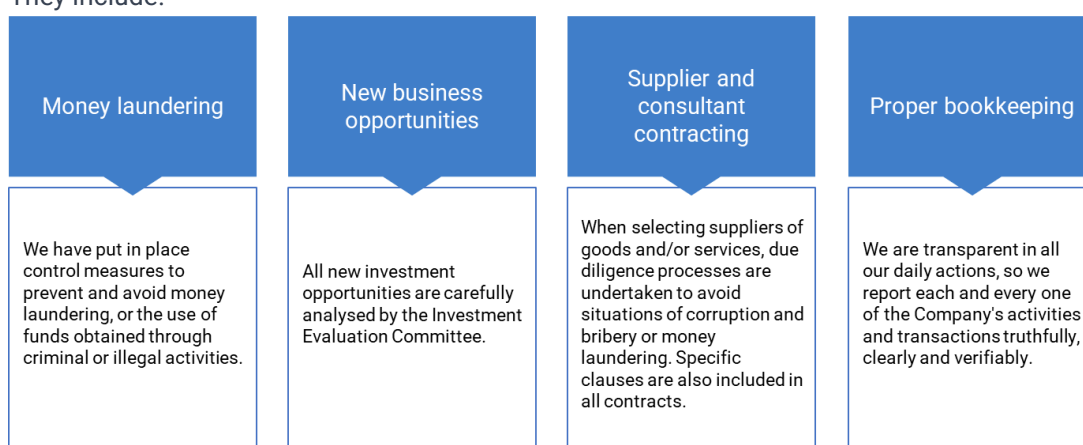 They include:
Money laundering
New business
opportunities
Supplier and
consultant
contracting
Proper bookkeeping
We have put in place
control measures to
prevent and avoid money
laundering, or the use of
funds obtained through
criminal or illegal activities.
All new investment
opportunities are carefully
analysed by the Investment
Evaluation Committee.
When selecting suppliers of
goods and/or services, due
diligence processes are
undertaken to avoid
situations of corruption and
bribery or money
laundering. Specific
clauses are also included in
all contracts.
We are transparent in all
our daily actions, so we
report each and every one
of the Company's activities
and transactions truthfully,
clearly and verifiably.